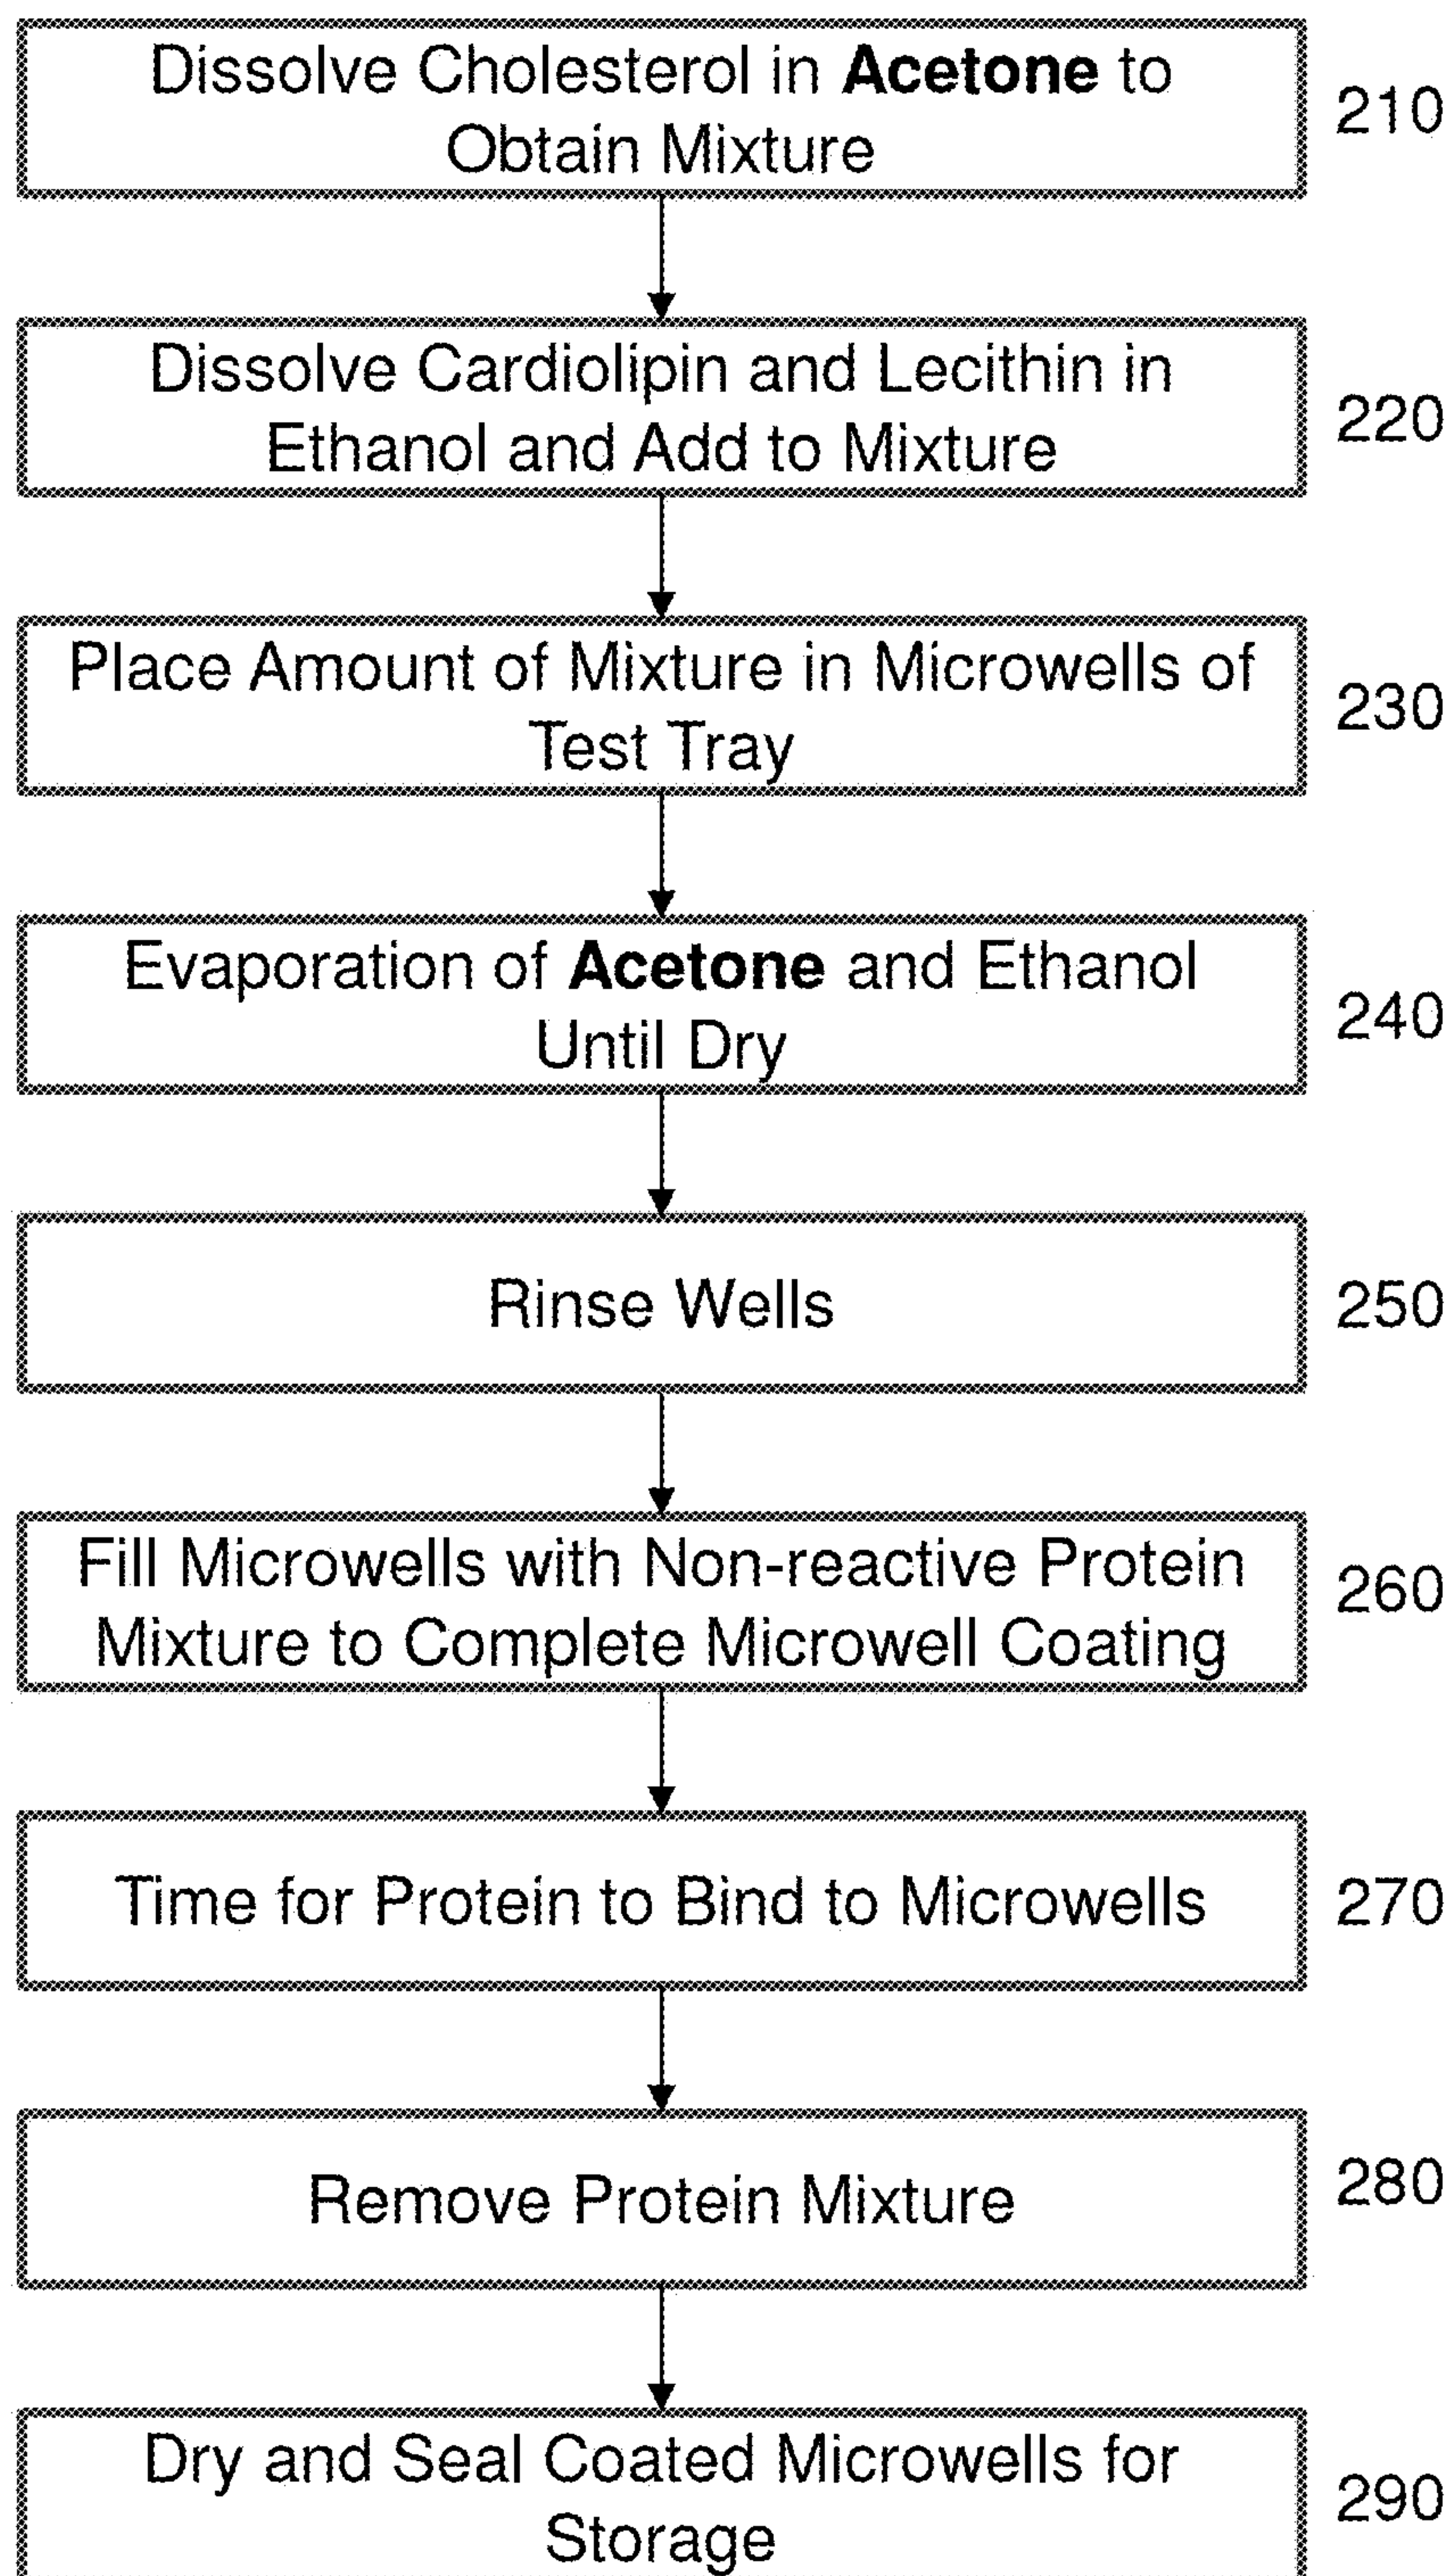 Dissolve Cholesterol in Acetone to
Obtain Mixture
210
Dissolve Cardiolipin and Lecithin in
Ethanol and Add to Mixture
220
Place Amount of Mixture in Microwells of
Test Tray
230
Evaporation of Acetone and Ethanol
Until Dry
240
Rinse Wells
250
Fill Microwells with Non-reactive Protein
Mixture to Complete Microwell Coating
260
Time for Protein to Bind to Microwells
270
Remove Protein Mixture
280
Dry and Seal Coated Microwells for
Storage
290